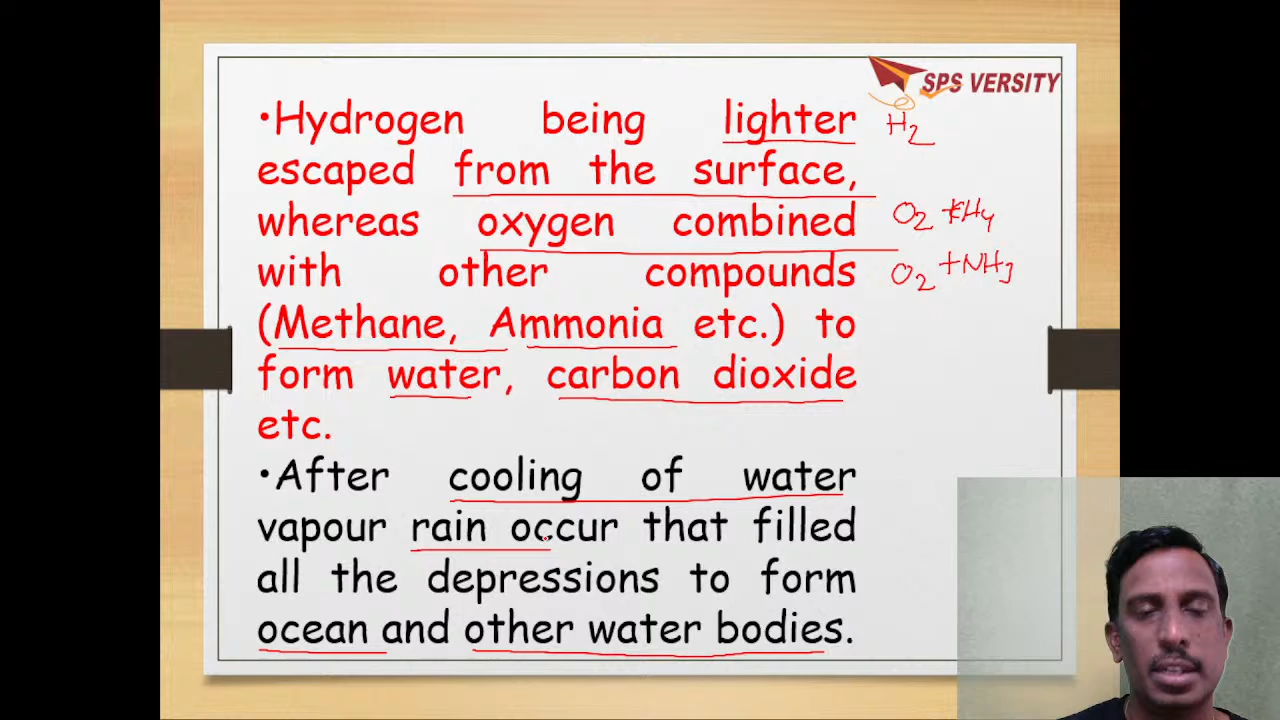 SPS VERSITY
•Hydrogen being lighter
escaped from the surface,
whereas oxygen combined
with other compounds
(Methane, Ammonia etc.) to
form water, carbon dioxide
etc.
•After cooling of water
vapour rain occur that filled
all the depressions to form
ocean and other water bodies.
H2
O2 + CH4
O2 + NH3